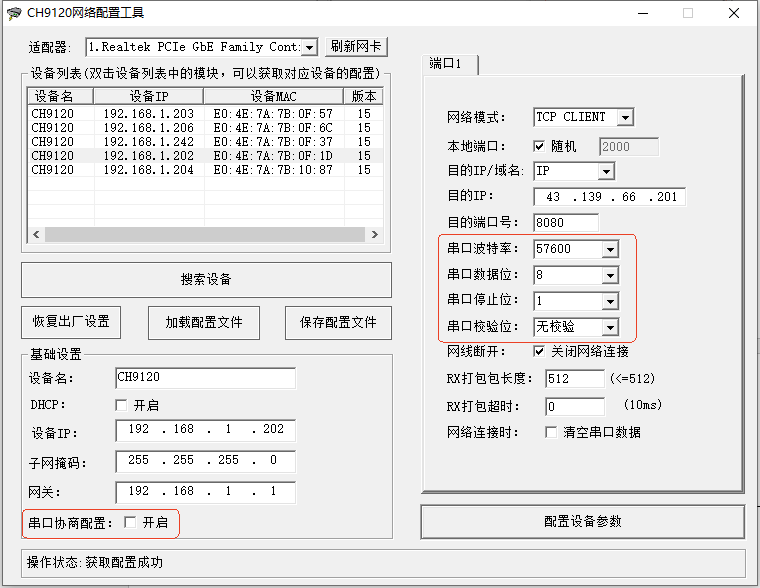 CH9120网络配置工具
适配器: 1.Realtek PCIe GbE Family Cont: 刷新网卡
设备列表(双击设备列表中的模块，可以获取对应设备的配置)
设备名 设备IP 设备MAC 版本
CH9120 192.168.1.203 E0:4E:7A:7B:0F:57 15
CH9120 192.168.1.206 E0:4E:7A:7B:0F:6C 15
CH9120 192.168.1.242 E0:4E:7A:7B:0F:37 15
CH9120 192.168.1.202 E0:4E:7A:7B:0F:1D 15
CH9120 192.168.1.204 E0:4E:7A:7B:10:87 15
搜索设备
恢复出厂设置 加载配置文件 保存配置文件
基础设置
设备名: CH9120
DHCP: 开启
设备IP: 192 .168 . 1 .202
子网掩码: 255 .255 .255 . 0
网关: 192 .168 . 1 . 1
串口协商配置: 开启
端口1
网络模式: TCP CLIENT
本地端口: 随机 2000
目的IP/域名: IP
目的IP: 43 .139 .66 .201
目的端口号: 8080
串口波特率: 57600
串口数据位: 8
串口停止位: 1
串口校验位: 无校验
网线断开: 关闭网络连接
RX打包包长度: 512 (<=512)
RX打包超时: 0 (10ms)
网络连接时: 清空串口数据
配置设备参数
操作状态:获取配置成功